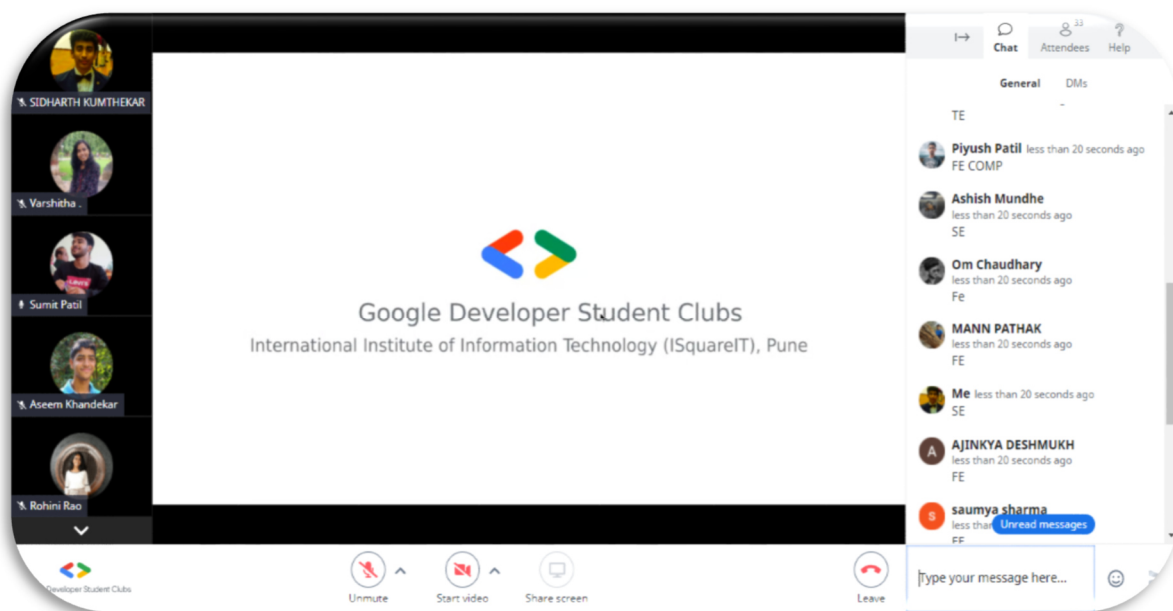 SIDHARTH KUMTHEKAR
Varshitha .
Sumit Patil
Aseem Khandekar
Rohini Rao
Google Developer Student Clubs
International Institute of Information Technology (ISquareIT), Pune
33
Chat Attendees Help
General DMs
TE
Piyush Patil less than 20 seconds ago
FE COMP
Ashish Mundhe
less than 20 seconds ago
SE
Om Chaudhary
less than 20 seconds ago
Fe
MANN PATHAK
less than 20 seconds ago
FE
Me less than 20 seconds ago
SE
A AJINKYA DESHMUKH
less than 20 seconds ago
FE
S saumya sharma
less than Unread messages
FE
Developer Student Clubs
Unmute Start video Share screen Leave
Type your message here...